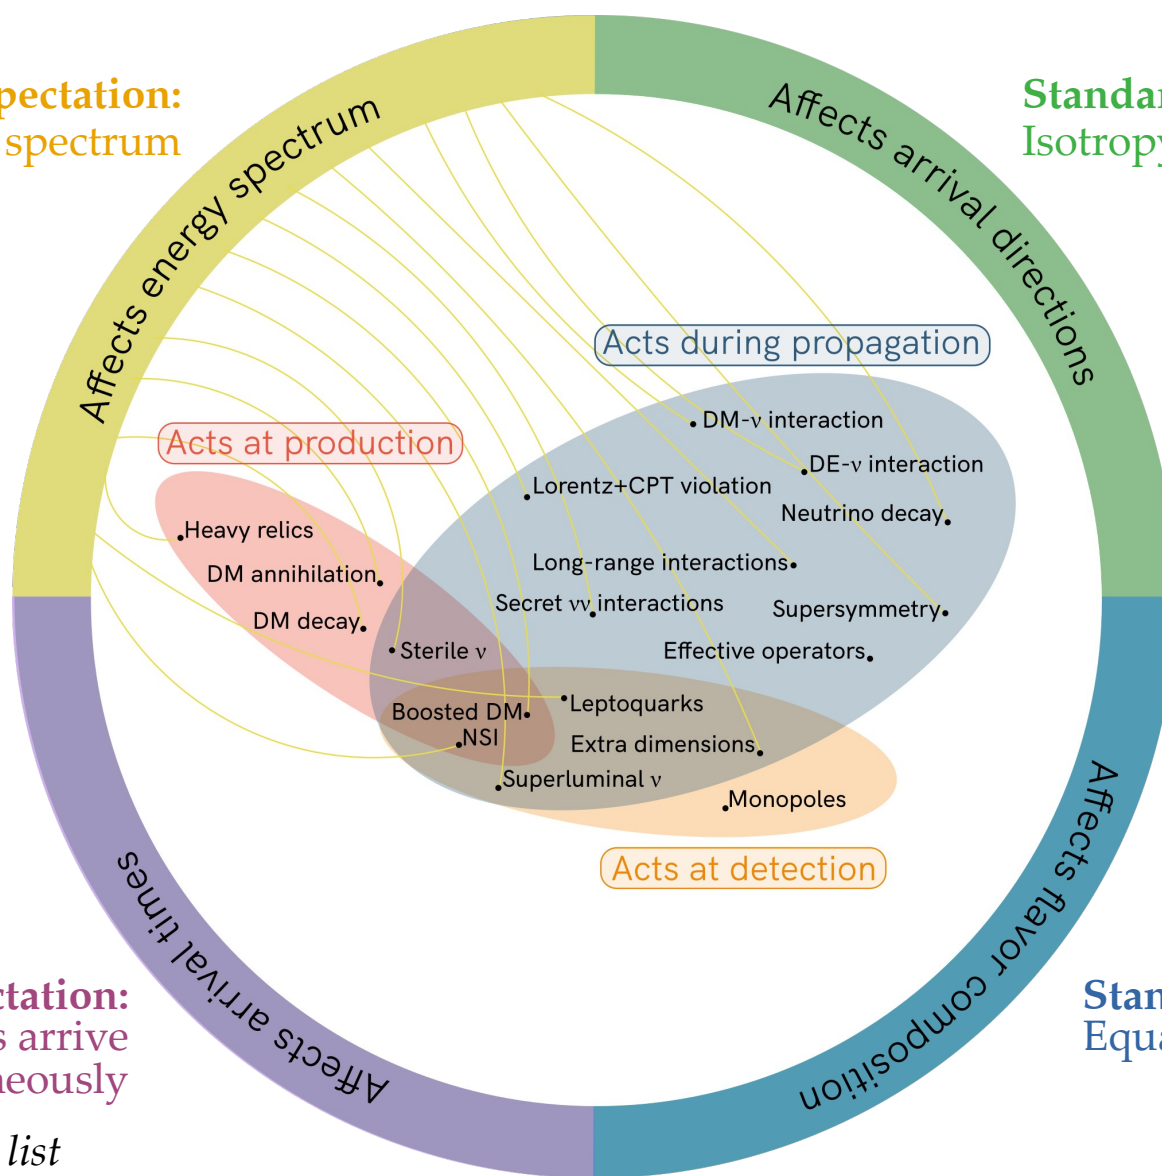 pectation:
spectrum
Standar
Isotropy
Affects energy spectrum
Affects arrival directions
Acts during propagation
DM-ν interaction
Acts at production
DE-ν interaction
Lorentz+CPT violation
Neutrino decay
Heavy relics
Long-range interactions
DM annihilation
Secret νν interactions
Supersymmetry
DM decay
Sterile ν
Effective operators
Leptoquarks
Boosted DM
NSI
Extra dimensions
Superluminal ν
Monopoles
Acts at detection
Affects arrival times
Affects flavor composition
ctation:
s arrive
neously
Stan
Equa
list